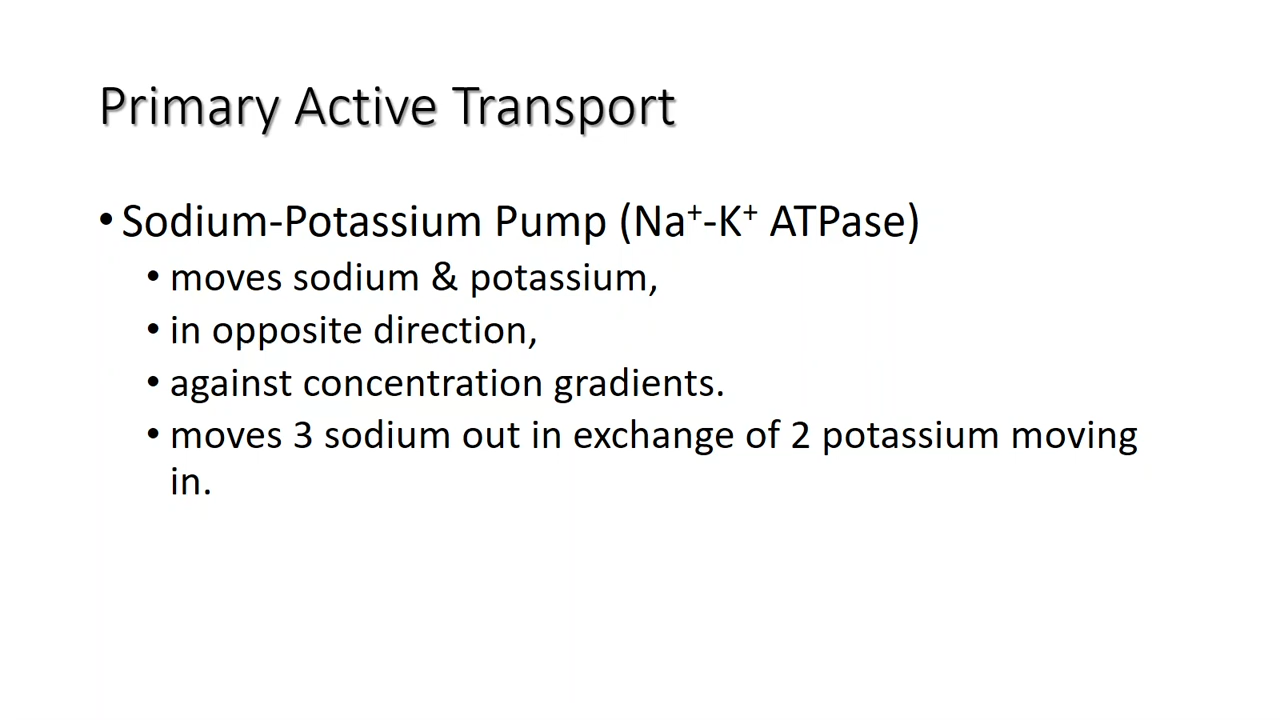 Primary Active Transport
• Sodium-Potassium Pump (Na⁺-K⁺ ATPase)
• moves sodium & potassium,
• in opposite direction,
• against concentration gradients.
• moves 3 sodium out in exchange of 2 potassium moving
in.